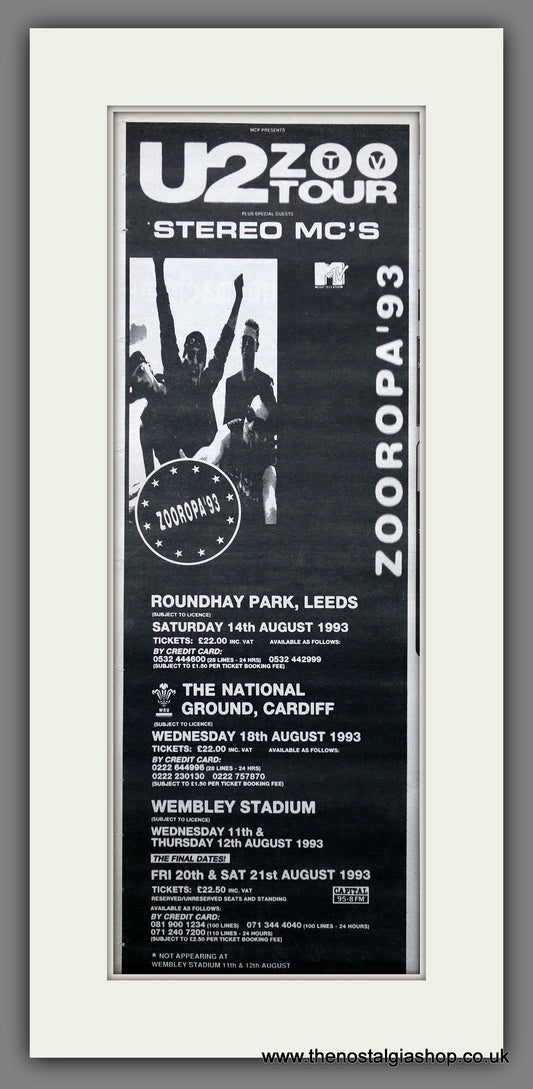 MCP PRESENTS
U2 ZOO TV
TOUR
PLUS SPECIAL GUESTS
* STEREO MC'S
MTV
MUSIC TELEVISION
ZOOROPA'93
ZOOROPA'93
ROUNDHAY PARK, LEEDS
(SUBJECT TO LICENCE)
SATURDAY 14th AUGUST 1993
TICKETS: £22.00 INC. VAT AVAILABLE AS FOLLOWS:
BY CREDIT CARD:
0532 444600 (28 LINES - 24 HRS) 0532 442999
(SUBJECT TO £1.50 PER TICKET BOOKING FEE)
WRU
THE NATIONAL
GROUND, CARDIFF
(SUBJECT TO LICENCE)
WEDNESDAY 18th AUGUST 1993
TICKETS: £22.00 INC. VAT AVAILABLE AS FOLLOWS:
BY CREDIT CARD:
0222 644996 (28 LINES - 24 HRS)
0222 230130 0222 757870
(SUBJECT TO £1.50 PER TICKET BOOKING FEE)
WEMBLEY STADIUM
(SUBJECT TO LICENCE)
WEDNESDAY 11th &
THURSDAY 12th AUGUST 1993
THE FINAL DATES!
FRI 20th & SAT 21st AUGUST 1993
TICKETS: £22.50 INC. VAT
RESERVED/UNRESERVED SEATS AND STANDING
CAPITAL
95·8 FM
AVAILABLE AS FOLLOWS:
BY CREDIT CARD:
081 900 1234 (100 LINES) 071 344 4040 (100 LINES - 24 HOURS)
071 240 7200 (110 LINES - 24 HOURS)
(SUBJECT TO £2.50 PER TICKET BOOKING FEE)
* NOT APPEARING AT
WEMBLEY STADIUM 11th & 12th AUGUST
www.thenostalgiashop.co.uk